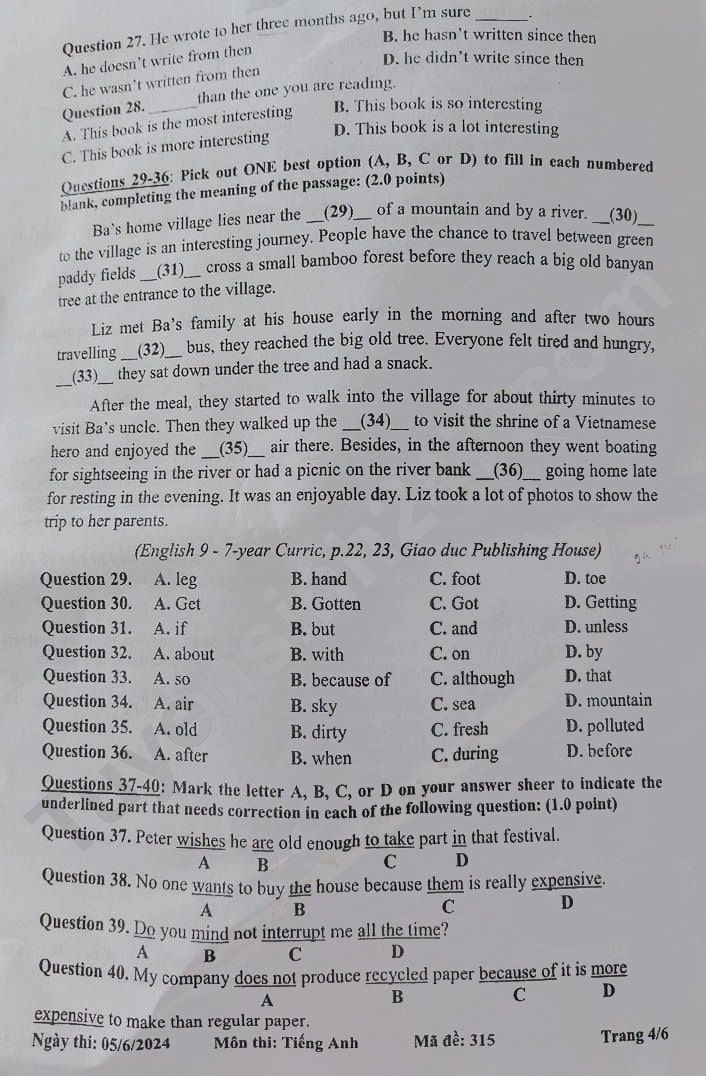 Question 27. He wrote to her three months ago, but I'm sure ______.
A. he doesn't write from then B. he hasn't written since then
C. he wasn't written from then D. he didn't write since then
Question 28. ______than the one you are reading.
A. This book is the most interesting B. This book is so interesting
C. This book is more interesting D. This book is a lot interesting
Questions 29-36: Pick out ONE best option (A, B, C or D) to fill in each numbered
blank, completing the meaning of the passage: (2.0 points)
Ba's home village lies near the __(29)__ of a mountain and by a river. __(30)__
to the village is an interesting journey. People have the chance to travel between green
paddy fields __(31)__ cross a small bamboo forest before they reach a big old banyan
tree at the entrance to the village.
Liz met Ba's family at his house early in the morning and after two hours
travelling __(32)__ bus, they reached the big old tree. Everyone felt tired and hungry,
__(33)__ they sat down under the tree and had a snack.
After the meal, they started to walk into the village for about thirty minutes to
visit Ba's uncle. Then they walked up the __(34)__ to visit the shrine of a Vietnamese
hero and enjoyed the __(35)__ air there. Besides, in the afternoon they went boating
for sightseeing in the river or had a picnic on the river bank __(36)__ going home late
for resting in the evening. It was an enjoyable day. Liz took a lot of photos to show the
trip to her parents.
(English 9 - 7-year Curric, p.22, 23, Giao duc Publishing House)
Question 29. A. leg B. hand C. foot D. toe
Question 30. A. Get B. Gotten C. Got D. Getting
Question 31. A. if B. but C. and D. unless
Question 32. A. about B. with C. on D. by
Question 33. A. so B. because of C. although D. that
Question 34. A. air B. sky C. sea D. mountain
Question 35. A. old B. dirty C. fresh D. polluted
Question 36. A. after B. when C. during D. before
Questions 37-40: Mark the letter A, B, C, or D on your answer sheer to indicate the
underlined part that needs correction in each of the following question: (1.0 point)
Question 37. Peter wishes he are old enough to take part in that festival.
A B C D
Question 38. No one wants to buy the house because them is really expensive.
A B C D
Question 39. Do you mind not interrupt me all the time?
A B C D
Question 40. My company does not produce recycled paper because of it is more
A B C D
expensive to make than regular paper.
Ngày thi: 05/6/2024 Môn thi: Tiếng Anh Mã đề: 315 Trang 4/6